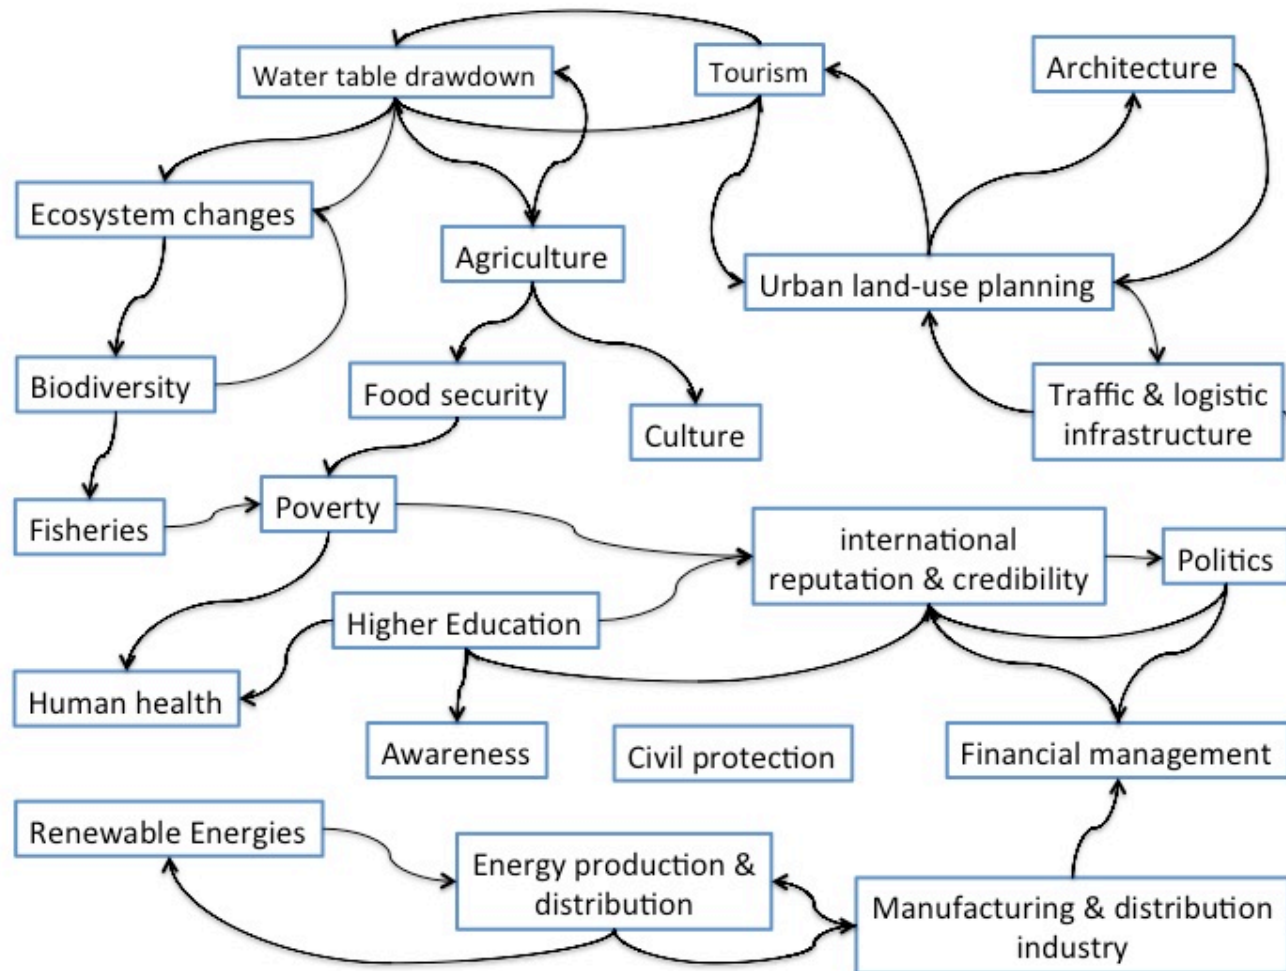 Water table drawdown
Tourism
Architecture
Ecosystem changes
Agriculture
Urban land-use planning
Biodiversity
Food security
Culture
Traffic & logistic
infrastructure
Fisheries
Poverty
international
reputation & credibility
Politics
Higher Education
Human health
Awareness
Civil protection
Financial management
Renewable Energies
Energy production &
distribution
Manufacturing & distribution
industry